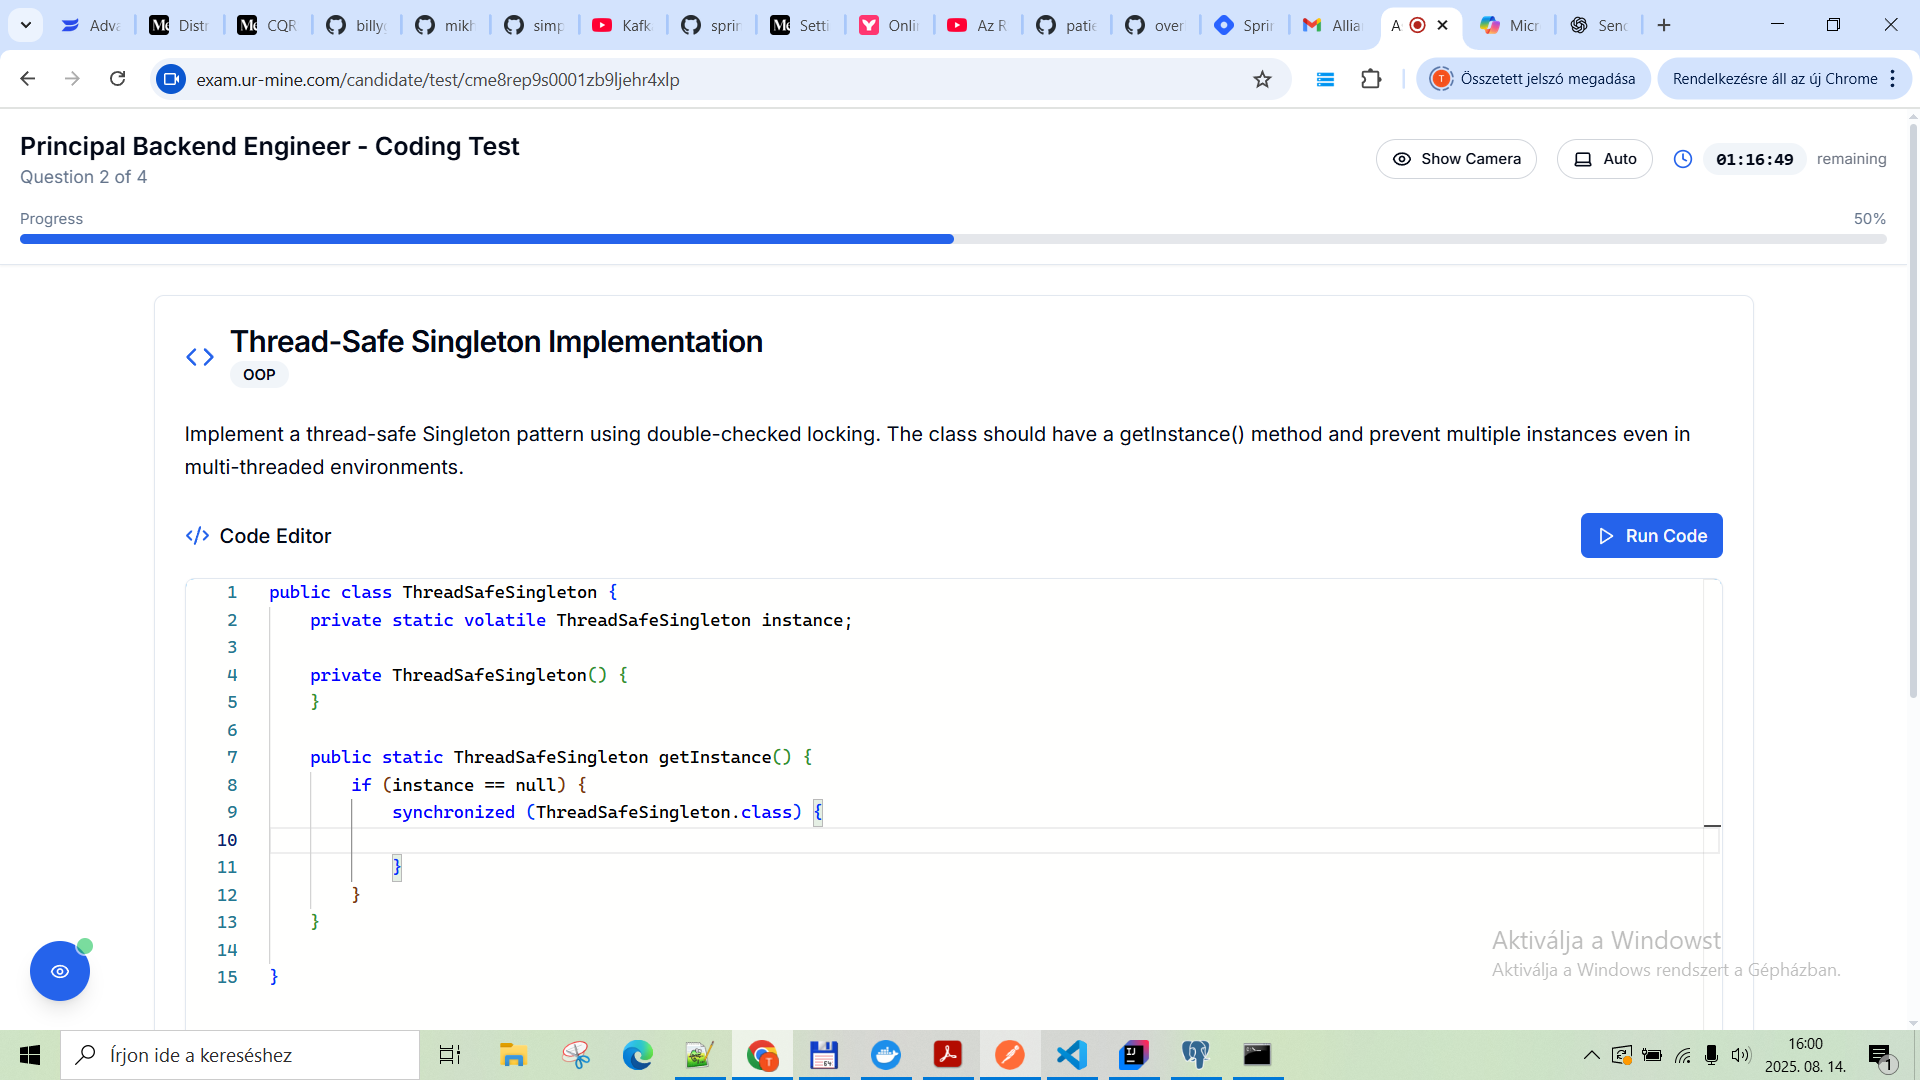 Adva
Distr
CQR
billyg
mikh
simp
Kafk
sprir
Setti
Onlir
Az R
patie
over
Sprir
Allia
A
Micr
Send
exam.ur-mine.com/candidate/test/cme8rep9s0001zb9ljehr4xlp
T
Összetett jelszó megadása
Rendelkezésre áll az új Chrome
Principal Backend Engineer - Coding Test
Question 2 of 4
Show Camera
Auto
01:16:49
remaining
Progress
50%
Thread-Safe Singleton Implementation
OOP
Implement a thread-safe Singleton pattern using double-checked locking. The class should have a getInstance() method and prevent multiple instances even in
multi-threaded environments.
</> Code Editor
Run Code
1 public class ThreadSafeSingleton {
2 private static volatile ThreadSafeSingleton instance;
3
4 private ThreadSafeSingleton() {
5 }
6
7 public static ThreadSafeSingleton getInstance() {
8 if (instance == null) {
9 synchronized (ThreadSafeSingleton.class) {
10
11 }
12 }
13 }
14
15 }
Aktiválja a Windowst
Aktiválja a Windows rendszert a Gépházban.
Írjon ide a kereséshez
16:00
2025. 08. 14.
1